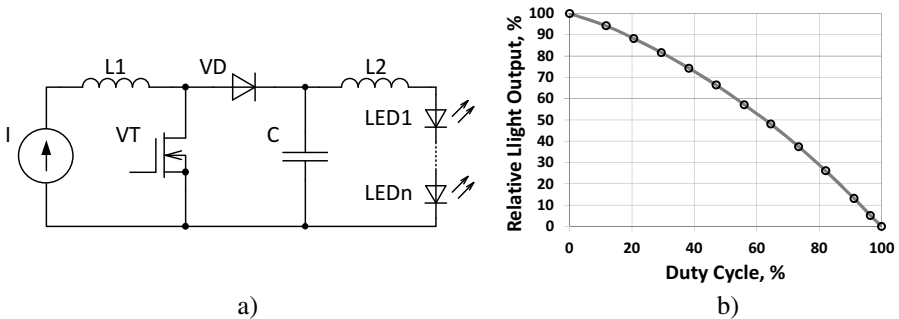 L1
VD
L2
I
VT
C
LED1
LEDn
a)
b)
Relative Llight Output, %
100
90
80
70
60
50
40
30
20
10
0
0 20 40 60 80 100
Duty Cycle, %